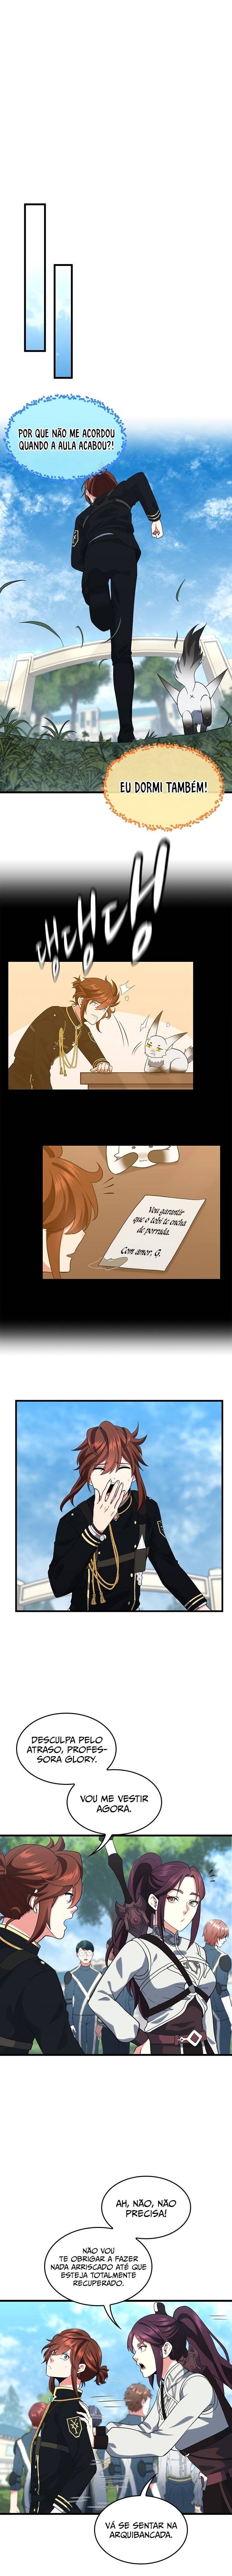 POR QUE NÃO ME ACORDOU
QUANDO A AULA ACABOU?!
EU DORMI TAMBÉM!
댕댕댕
Vou garantir
que o tobi te encha
de porrada.
Com amor, G.
DESCULPA PELO
ATRASO, PROFES-
SORA GLORY.
VOU ME VESTIR
AGORA.
AH, NÃO, NÃO
PRECISA!
NÃO VOU
TE OBRIGAR A FAZER
NADA ARRISCADO ATÉ QUE
ESTEJA TOTALMENTE
RECUPERADO.
VÁ SE SENTAR NA
ARQUIBANCADA.